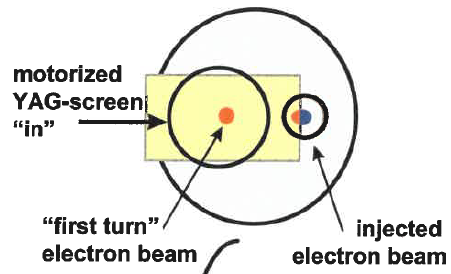 motorized
YAG-screen
“in”
“first turn”
electron beam
injected
electron beam